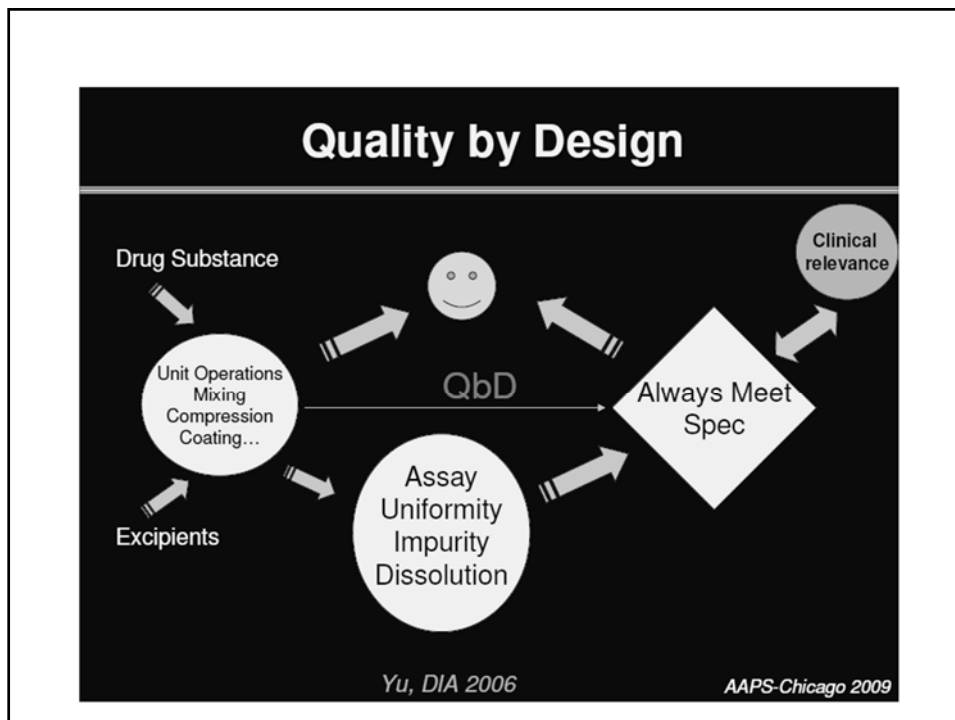 Quality by Design
Drug Substance
Clinical
relevance
Unit Operations
Mixing
Compression
Coating…
QbD
Always Meet
Spec
Assay
Uniformity
Impurity
Dissolution
Excipients
Yu, DIA 2006
AAPS-Chicago 2009